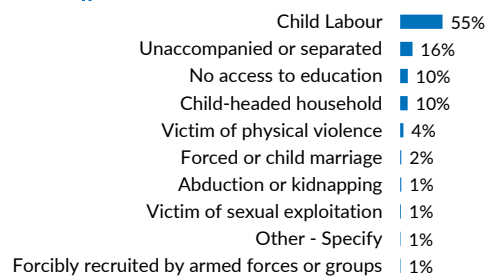 Child Labour 55%
Unaccompanied or separated 16%
No access to education 10%
Child-headed household 10%
Victim of physical violence 4%
Forced or child marriage 2%
Abduction or kidnapping 1%
Victim of sexual exploitation 1%
Other - Specify 1%
Forcibly recruited by armed forces or groups 1%